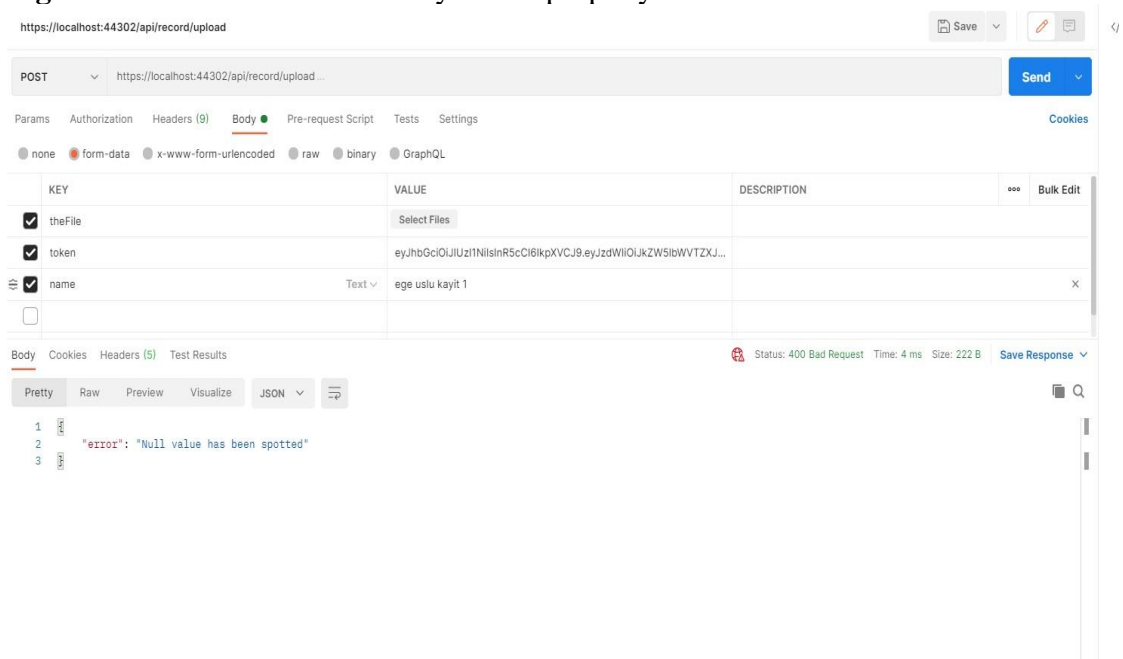 https://localhost:44302/api/record/upload
Save
POST https://localhost:44302/api/record/upload ...
Send
Params Authorization Headers (9) Body Pre-request Script Tests Settings Cookies
none form-data x-www-form-urlencoded raw binary GraphQL
KEY VALUE DESCRIPTION ooo Bulk Edit
theFile Select Files
token
name Text ege uslu kayit 1 X
Body Cookies Headers (5) Test Results Status: 400 Bad Request Time: 4 ms Size: 222 B Save Response
Pretty Raw Preview Visualize JSON
1 {
2 "error": "Null value has been spotted"
3 }